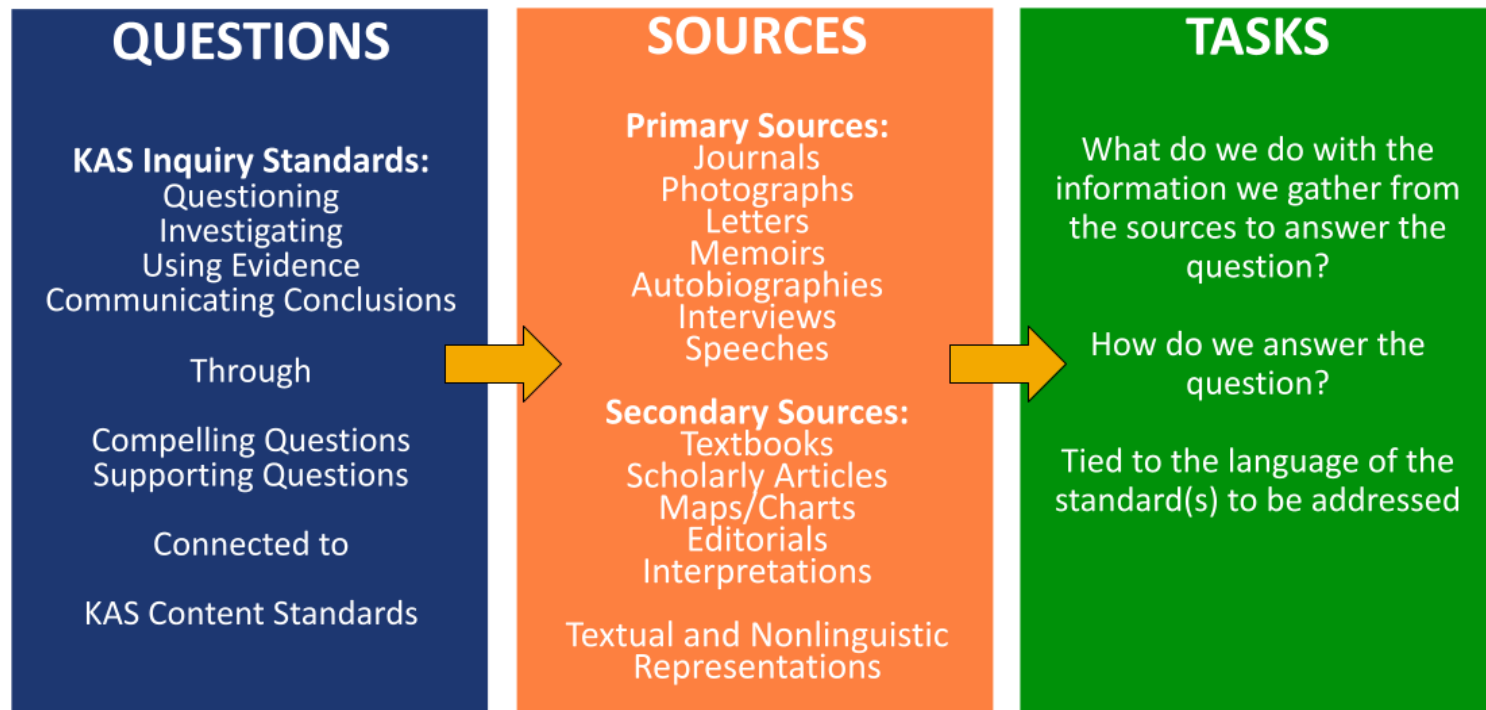 QUESTIONS
KAS Inquiry Standards:
Questioning
Investigating
Using Evidence
Communicating Conclusions
Through
Compelling Questions
Supporting Questions
Connected to
KAS Content Standards
SOURCES
Primary Sources:
Journals
Photographs
Letters
Memoirs
Autobiographies
Interviews
Speeches
Secondary Sources:
Textbooks
Scholarly Articles
Maps/Charts
Editorials
Interpretations
Textual and Nonlinguistic
Representations
TASKS
What do we do with the
information we gather from
the sources to answer the
question?
How do we answer the
question?
Tied to the language of the
standard(s) to be addressed